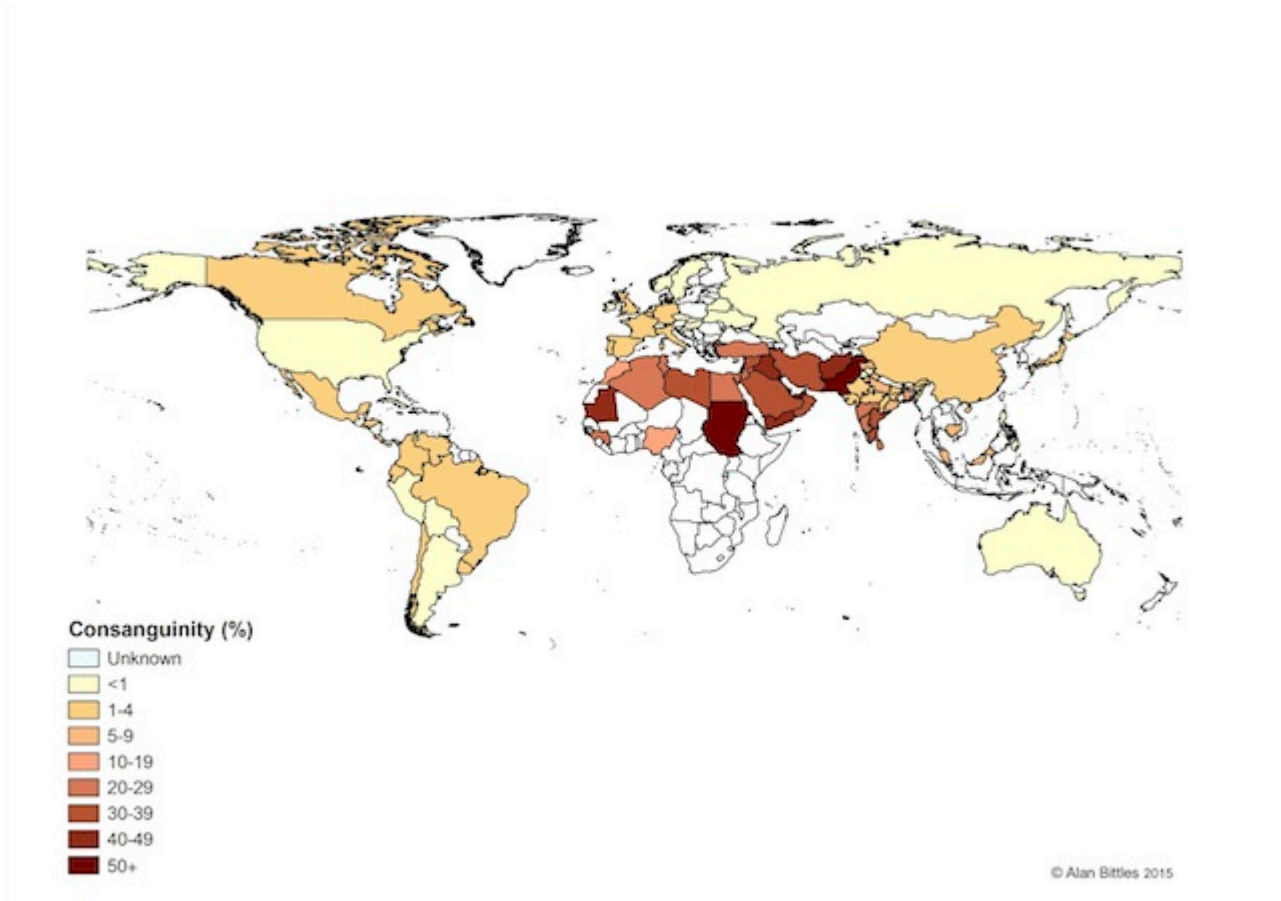 Consanguinity (%)
Unknown
<1
1-4
5-9
10-19
20-29
30-39
40-49
50+
© Alan Bittles 2015